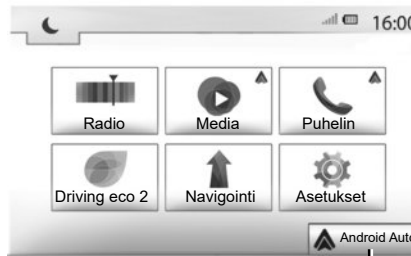 16:00
Radio
Media
Puhelin
Driving eco 2
Navigointi
Asetukset
Android Auto